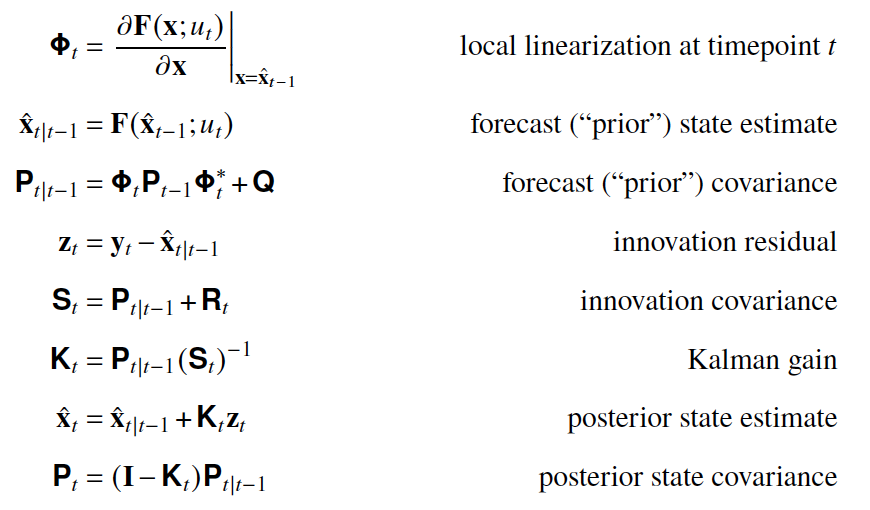 Φ_t = ∂F(x; u_t)/∂x |_{x=x̂_{t−1}} local linearization at timepoint t
x̂_{t|t−1} = F(x̂_{t−1}; u_t) forecast (“prior”) state estimate
P_{t|t−1} = Φ_t P_{t−1} Φ_t^* + Q forecast (“prior”) covariance
z_t = y_t − x̂_{t|t−1} innovation residual
S_t = P_{t|t−1} + R_t innovation covariance
K_t = P_{t|t−1}(S_t)^{−1} Kalman gain
x̂_t = x̂_{t|t−1} + K_t z_t posterior state estimate
P_t = (I − K_t)P_{t|t−1} posterior state covariance